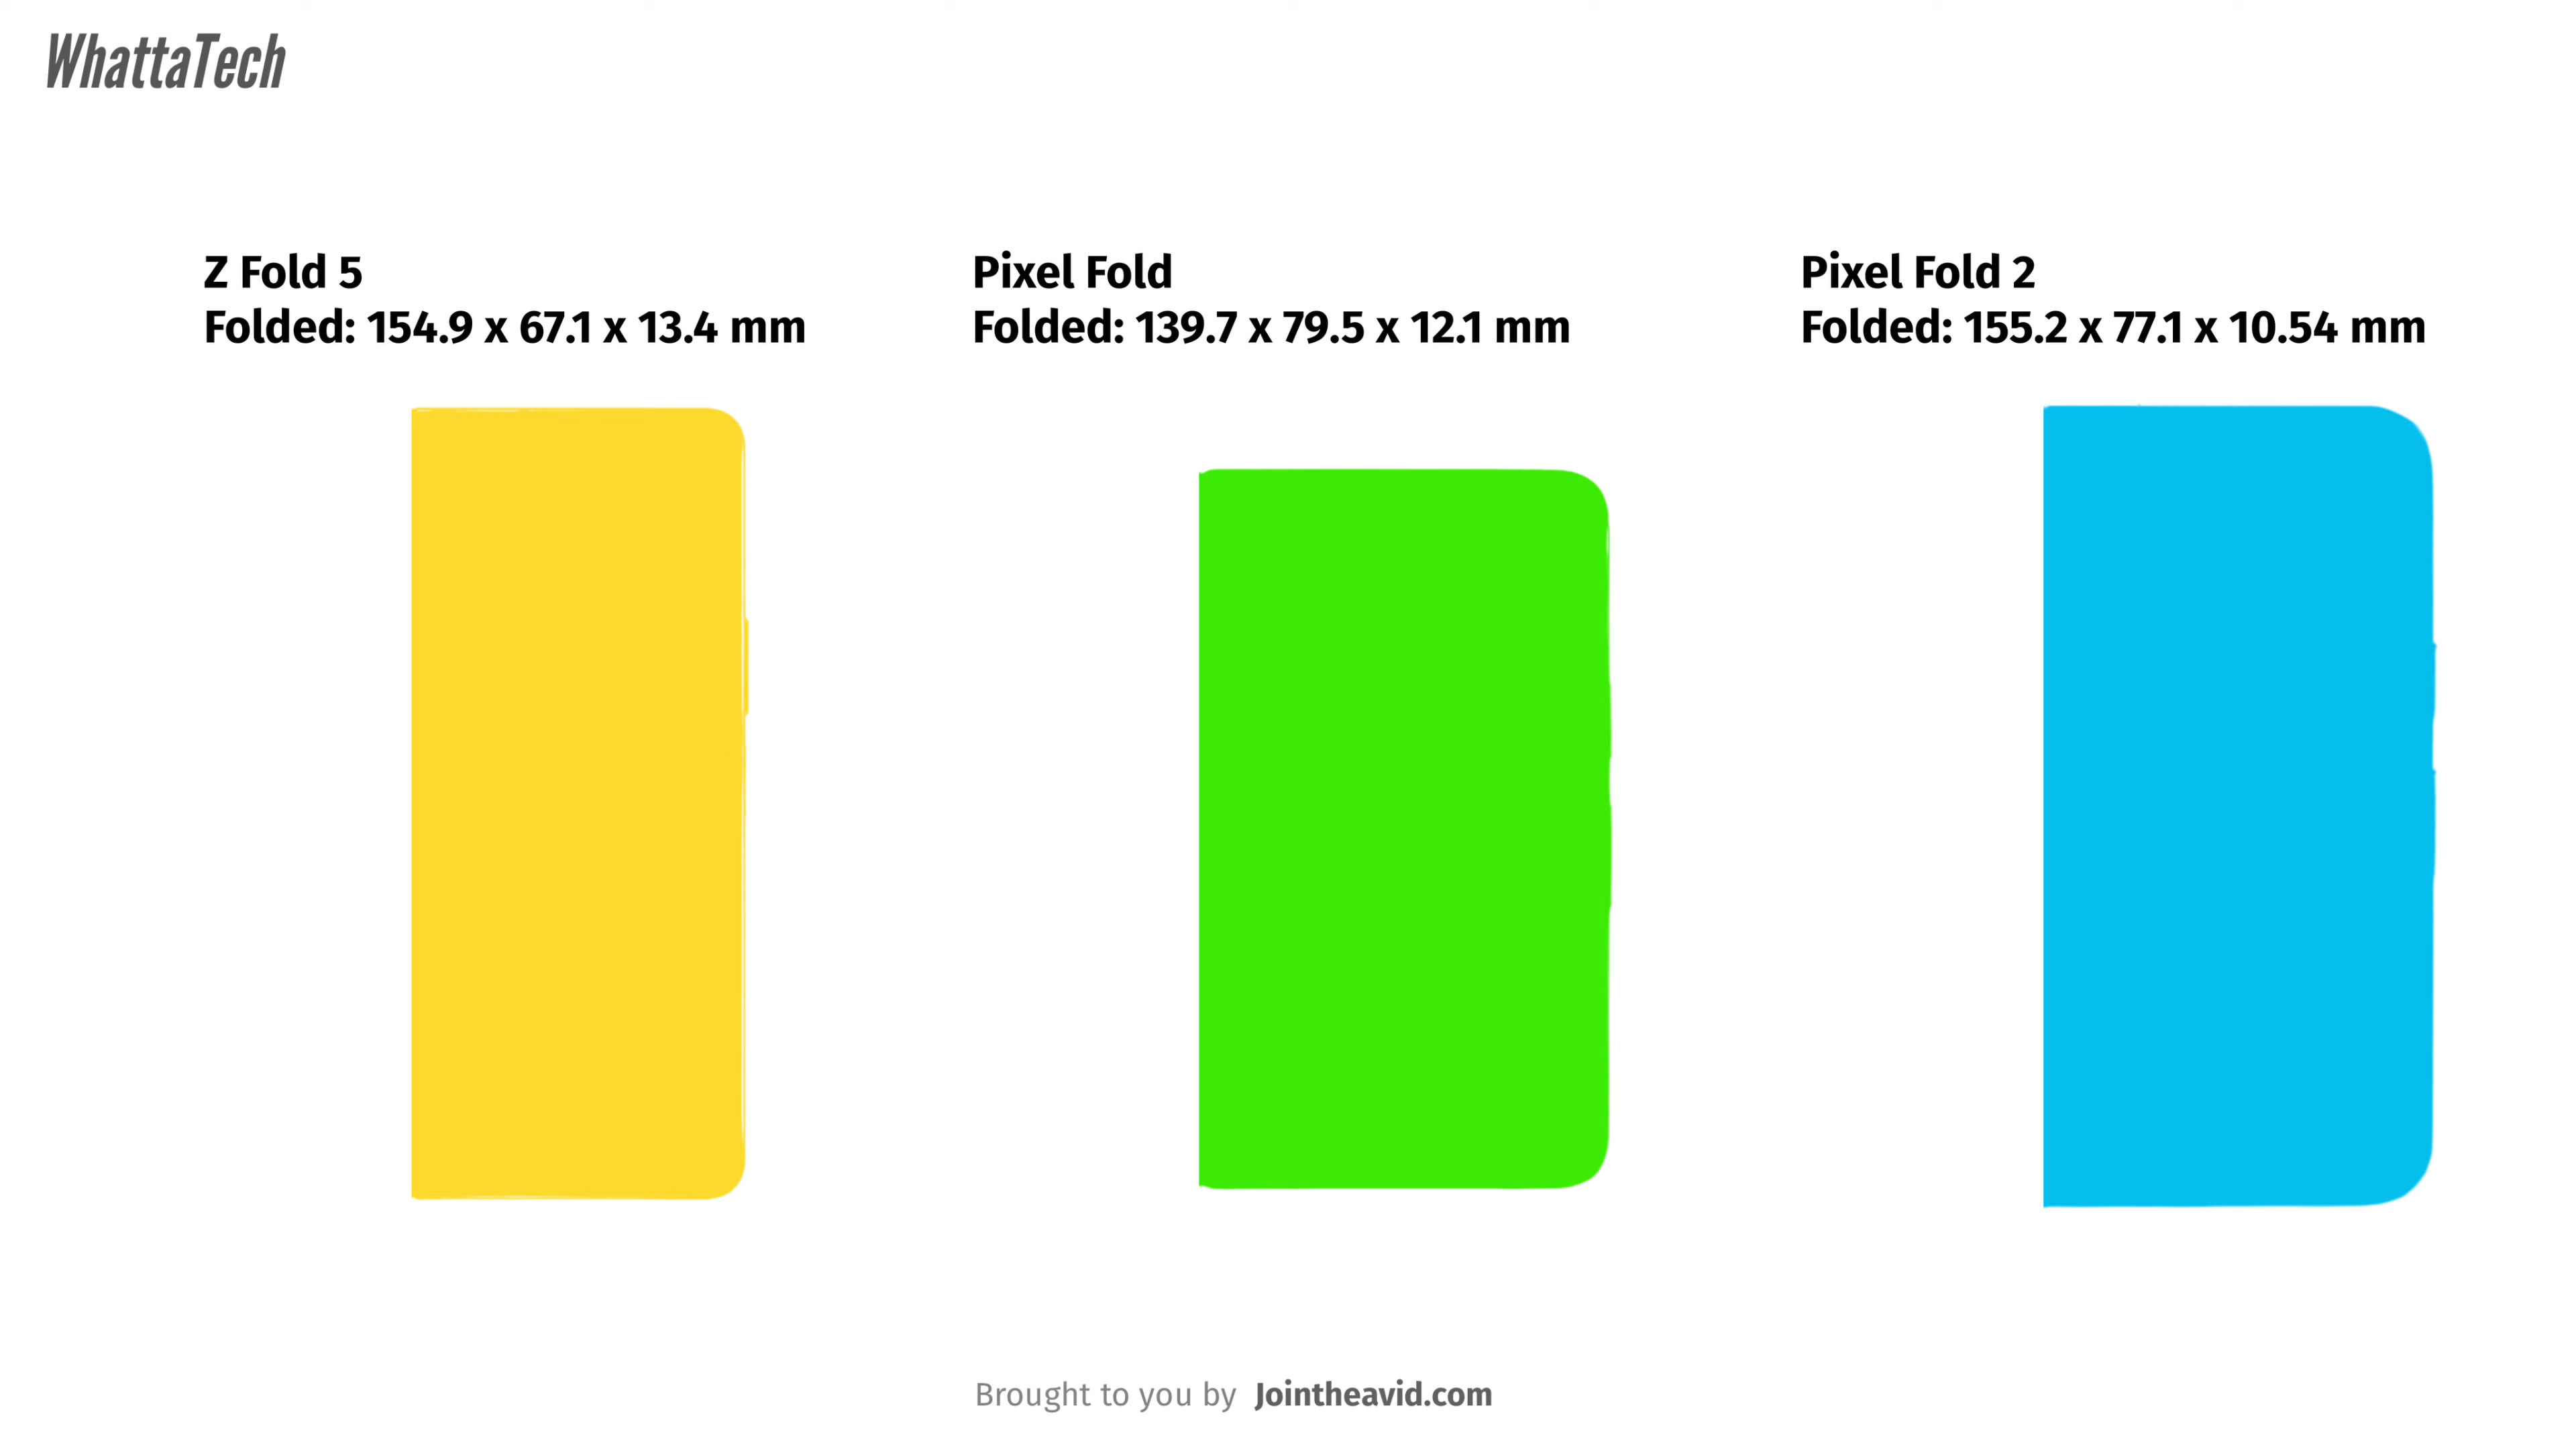 WhattaTech
Z Fold 5
Folded: 154.9 x 67.1 x 13.4 mm
Pixel Fold
Folded: 139.7 x 79.5 x 12.1 mm
Pixel Fold 2
Folded: 155.2 x 77.1 x 10.54 mm
Brought to you by Jointheavid.com